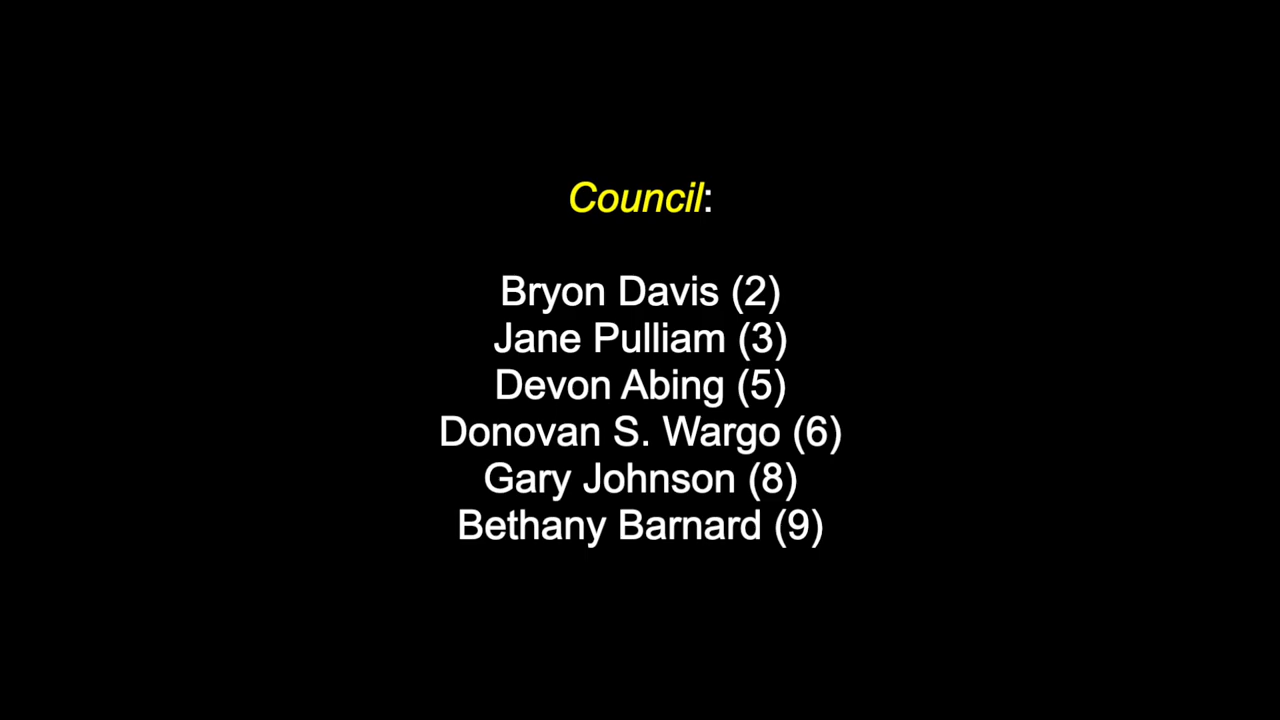 Council:
Bryon Davis (2)
Jane Pulliam (3)
Devon Abing (5)
Donovan S. Wargo (6)
Gary Johnson (8)
Bethany Barnard (9)